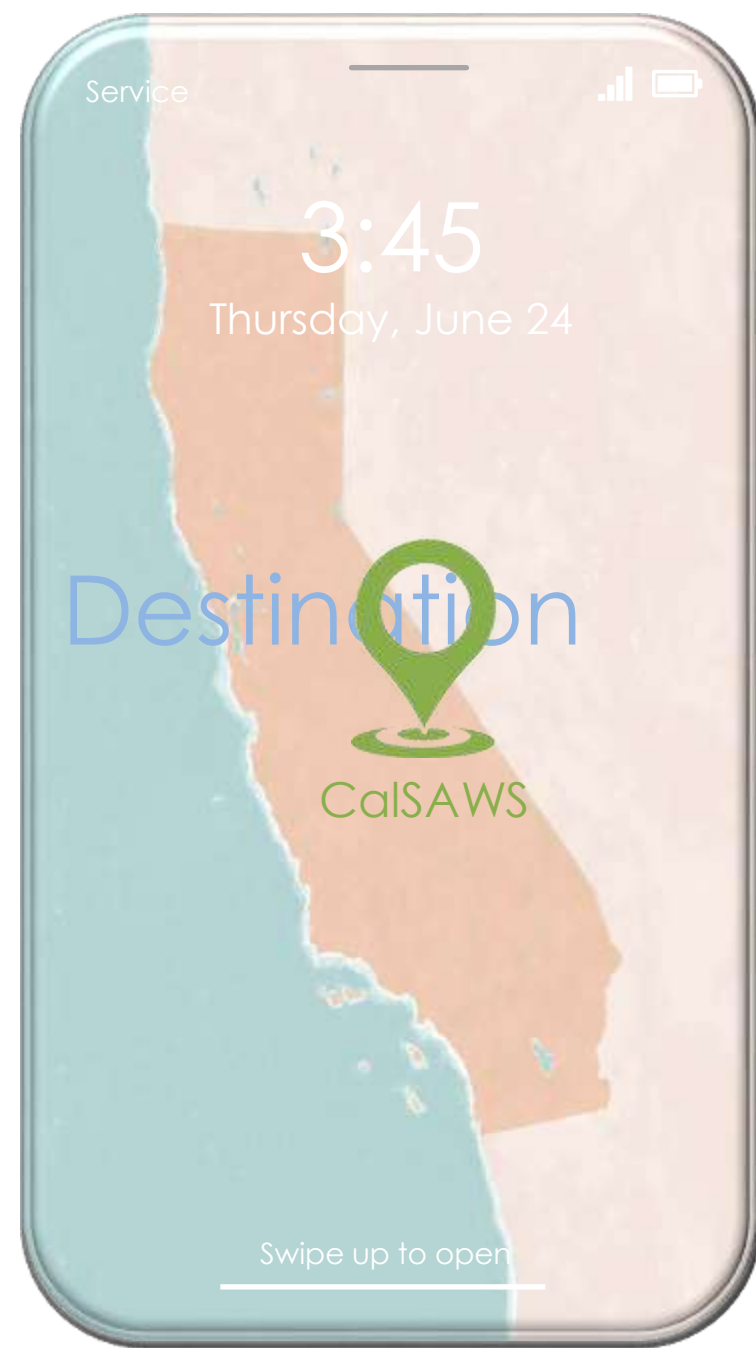 Service
3:45
Thursday, June 24
Destination
CalSAWS
Swipe up to open